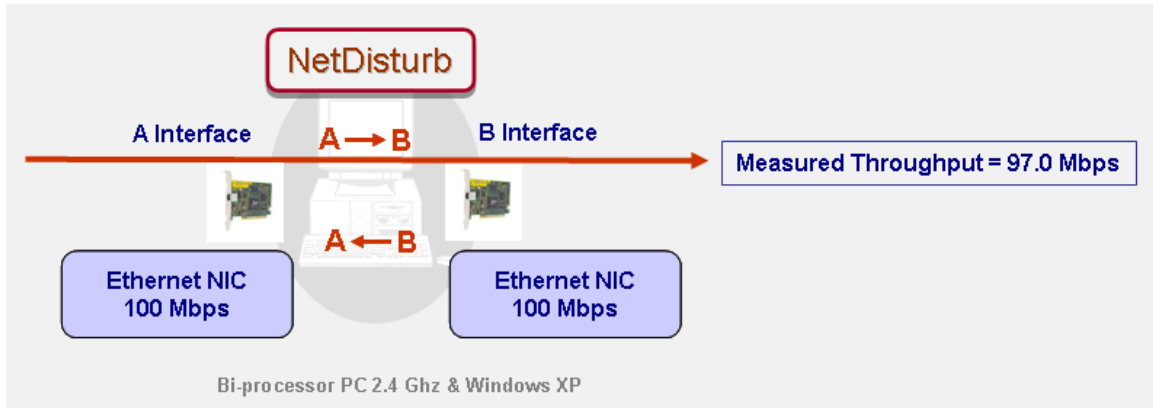 NetDisturb
A Interface
A → B
B Interface
Measured Throughput = 97.0 Mbps
A ← B
Ethernet NIC
100 Mbps
Ethernet NIC
100 Mbps
Bi-processor PC 2.4 Ghz & Windows XP